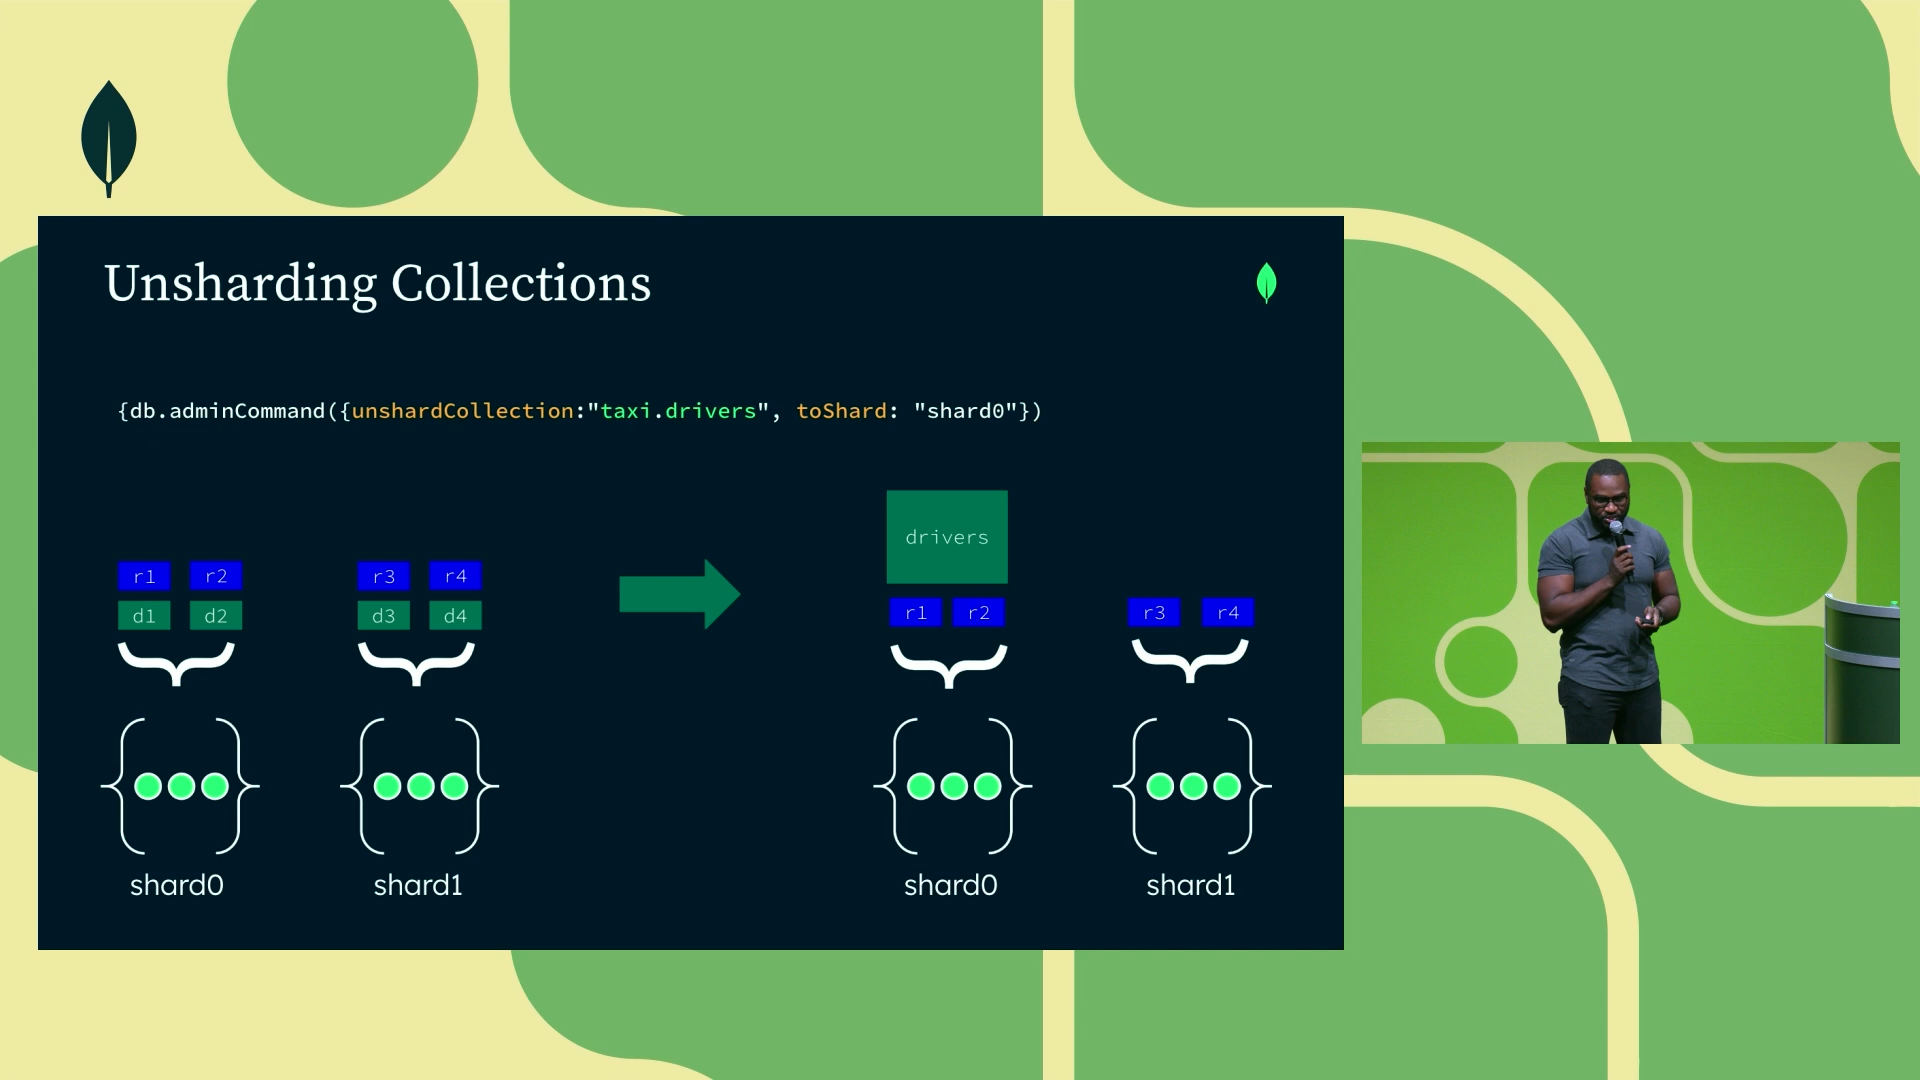 Unsharding Collections
{db.adminCommand({unshardCollection:"taxi.drivers", toShard: "shard0"})
drivers
r1 r2 r3 r4 r1 r2 r3 r4
d1 d2 d3 d4
shard0 shard1 shard0 shard1